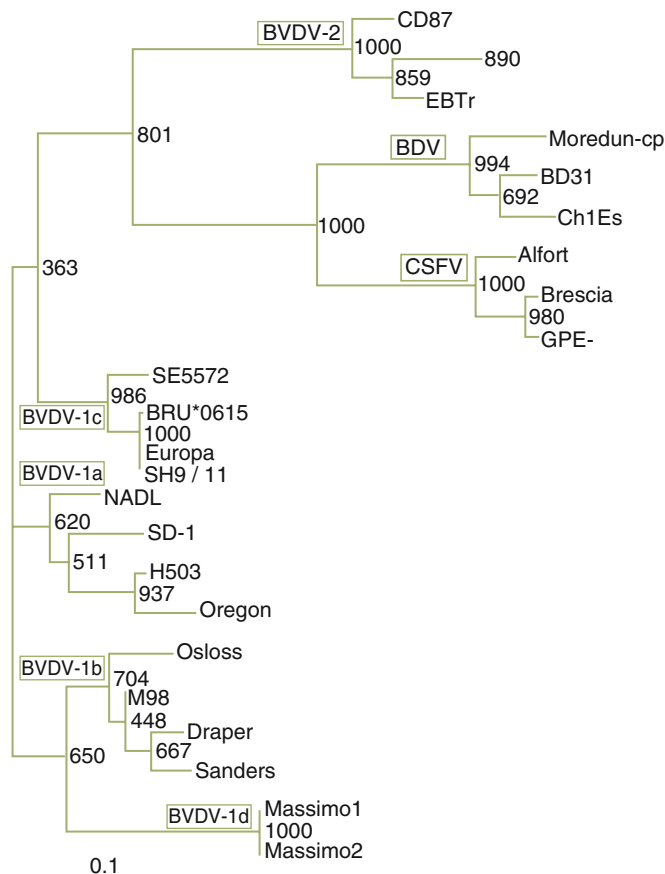 CD87
BVDV-2
1000
890
859
EBTr
801
Moredun-cp
BDV
994
BD31
692
Ch1Es
1000
Alfort
CSFV
1000
363
Brescia
980
GPE-
SE5572
986
BVDV-1c
BRU*0615
1000
Europa
SH9 / 11
BVDV-1a
NADL
620
SD-1
511
H503
937
Oregon
Osloss
BVDV-1b
704
M98
448
Draper
667
650
Sanders
BVDV-1d
Massimo1
1000
Massimo2
0.1